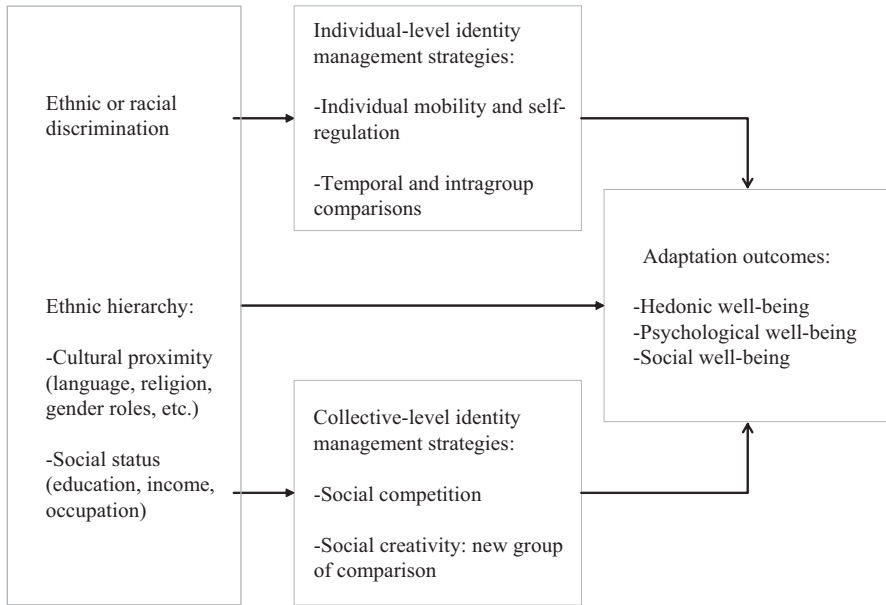 Ethnic or racial
discrimination
Ethnic hierarchy:
-Cultural proximity
(language, religion,
gender roles, etc.)
-Social status
(education, income,
occupation)
Individual-level identity
management strategies:
-Individual mobility and self-
regulation
-Temporal and intragroup
comparisons
Collective-level identity
management strategies:
-Social competition
-Social creativity: new group
of comparison
Adaptation outcomes:
-Hedonic well-being
-Psychological well-being
-Social well-being